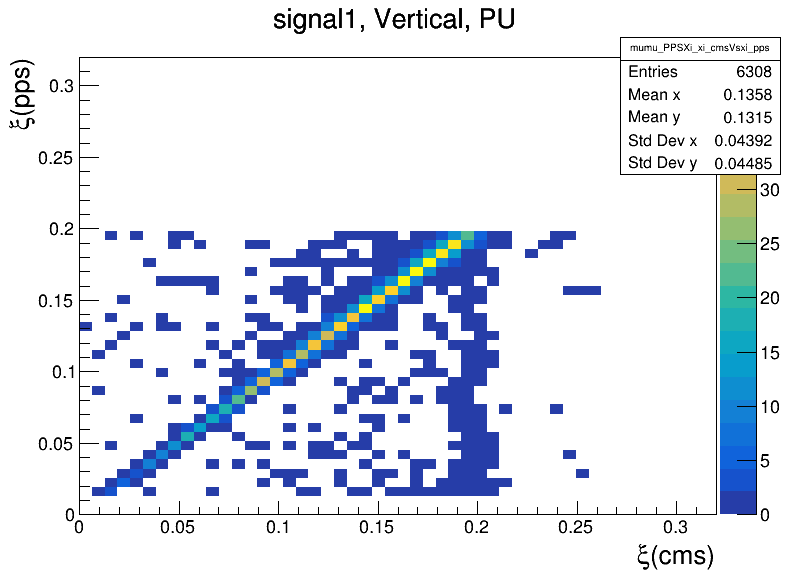 signal1, Vertical, PU
mumu_PPSXi_xi_cmsVsxi_pps
Entries 6308
Mean x 0.1358
Mean y 0.1315
Std Dev x 0.04392
Std Dev y 0.04485
ξ(pps)
0.3
0.25
0.2
0.15
0.1
0.05
0
0 0.05 0.1 0.15 0.2 0.25 0.3
ξ(cms)
30
25
20
15
10
5
0